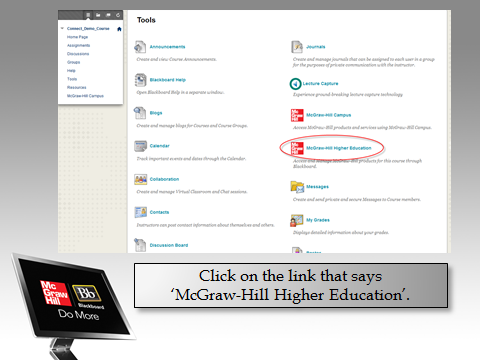 Connect_Demo_Course
Home Page
Assignments
Discussions
Groups
Help
Tools
Resources
McGraw-Hill Campus
Tools
Announcements
Create and view Course Announcements.
Blackboard Help
Open Blackboard Help in a separate window.
Blogs
Create and manage blogs for Courses and Course Groups.
Calendar
Track important events and dates through the Calendar.
Collaboration
Create and manage Virtual Classroom and Chat sessions.
Contacts
Instructors can post contact information about themselves and others.
Discussion Board
Journals
Create and manage journals that can be assigned to each user in a group
for the purposes of private communication with the instructor.
Lecture Capture
Experience ground-breaking lecture capture technology.
McGraw-Hill Campus
Access McGraw-Hill products and services using McGraw-Hill Campus.
McGraw-Hill Higher Education
Access and Manage McGraw-Hill products for this course through
Blackboard.
Messages
Create and send private and secure Messages to Course members.
My Grades
Displays detailed information about your grades.
Click on the link that says
‘McGraw-Hill Higher Education’.
Mc
Graw
Hill
Bb
Blackboard
Do More